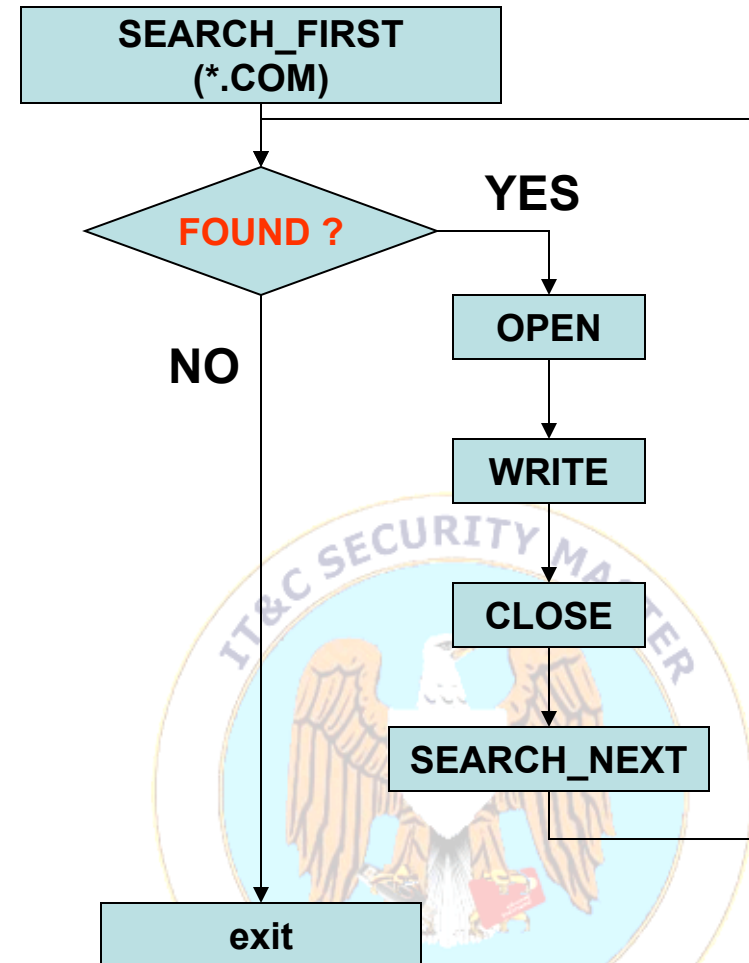 SEARCH_FIRST
(*.COM)
FOUND ?
YES
NO
OPEN
WRITE
CLOSE
SEARCH_NEXT
exit
IT&C SECURITY MASTER